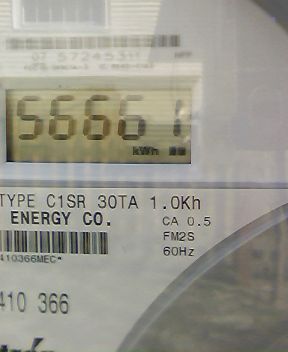 56661
kWh
TYPE C1SR 30TA 1.0Kh
ENERGY CO.
CA 0.5
FM2S
60Hz
410366MEC*
410 366